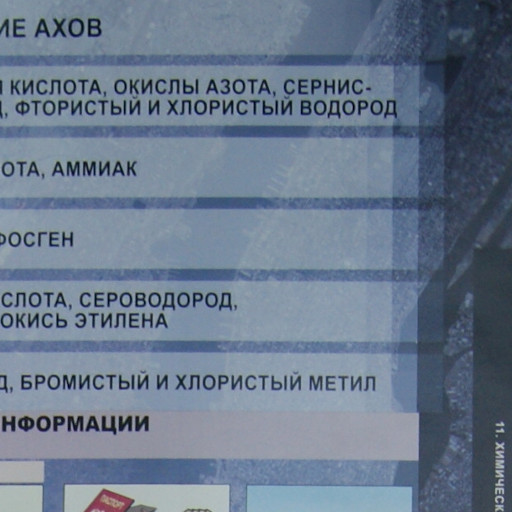 ИЕ АХОВ
КИСЛОТА, ОКИСЛЫ АЗОТА, СЕРНИС-
ФТОРИСТЫЙ И ХЛОРИСТЫЙ ВОДОРОД
ОТА, АММИАК
ФОСГЕН
СЛОТА, СЕРОВОДОРОД,
ОКИСЬ ЭТИЛЕНА
Д, БРОМИСТЫЙ И ХЛОРИСТЫЙ МЕТИЛ
НФОРМАЦИИ
11. ХИМИЧЕСК
ПАСПОРТ